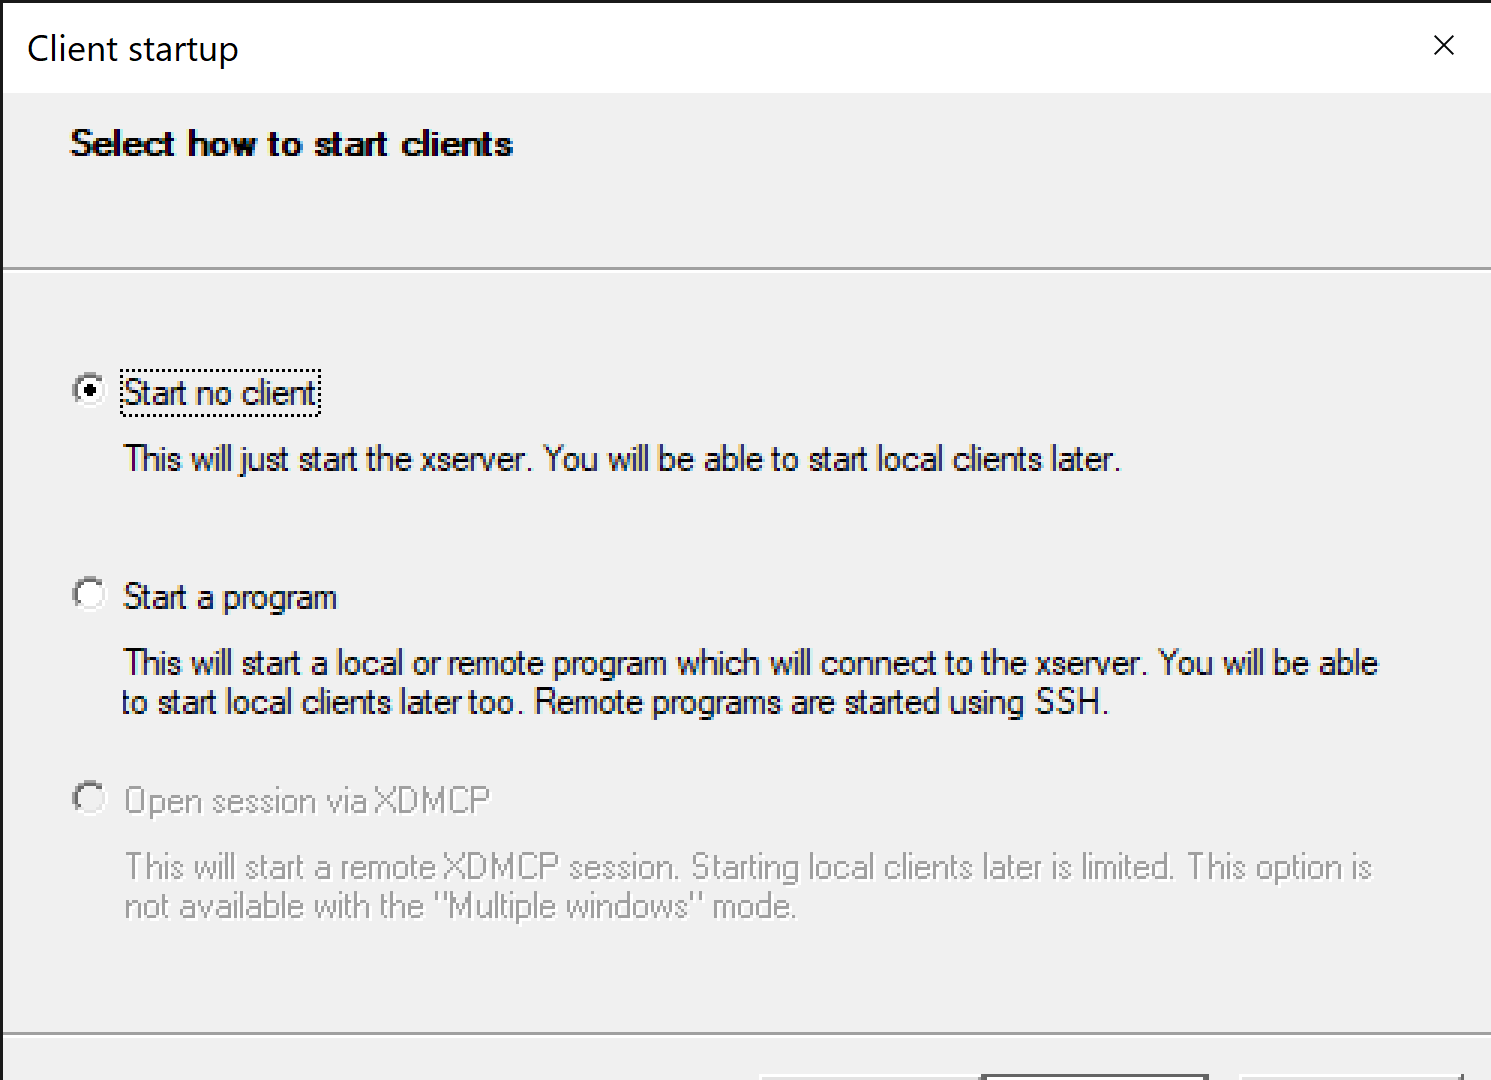 Client startup
Select how to start clients
Start no client
This will just start the xserver. You will be able to start local clients later.
Start a program
This will start a local or remote program which will connect to the xserver. You will be able
to start local clients later too. Remote programs are started using SSH.
Open session via XDMCP
This will start a remote XDMCP session. Starting local clients later is limited. This option is
not available with the "Multiple windows" mode.